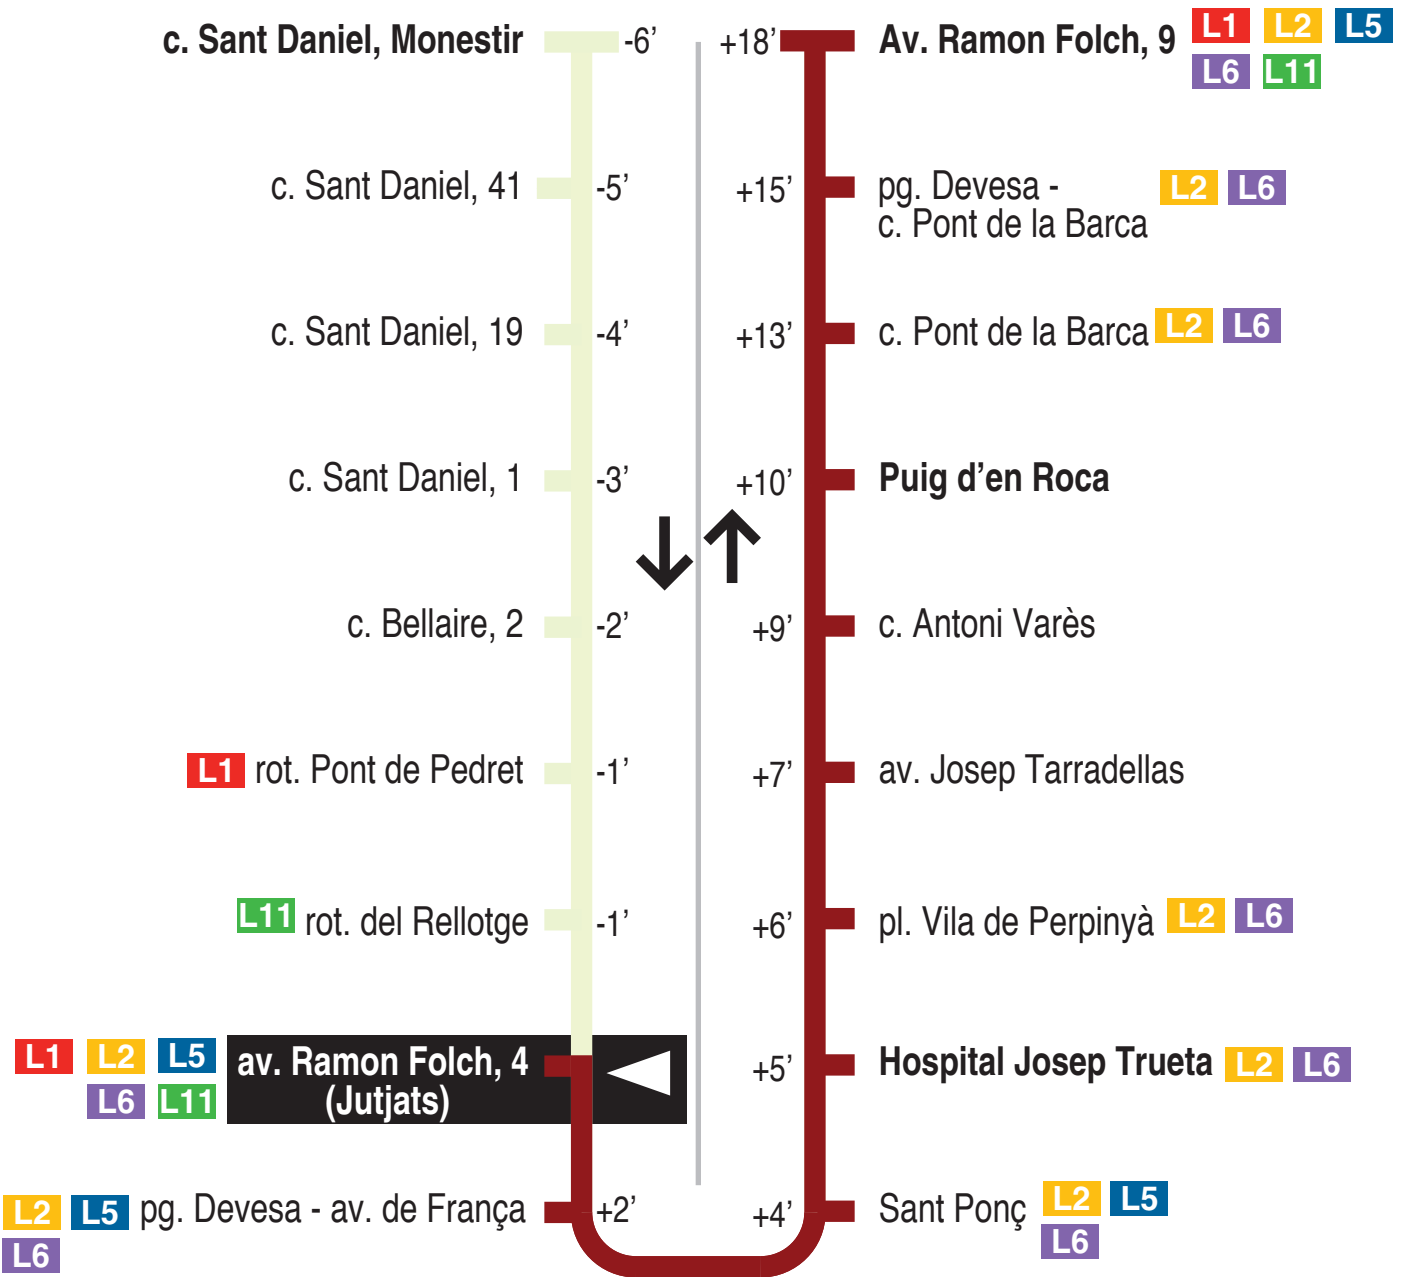 c. Sant Daniel, Monestir -6’
c. Sant Daniel, 41 -5’
c. Sant Daniel, 19 -4’
c. Sant Daniel, 1 -3’
c. Bellaire, 2 -2’
L1 rot. Pont de Pedret -1’
L11 rot. del Rellotge -1’
L1 L2 L5 av. Ramon Folch, 4
L6 L11 (Jutjats)
L2 L5 pg. Devesa - av. de França +2’
L6
+18’ Av. Ramon Folch, 9 L1 L2 L5
L6 L11
+15’ pg. Devesa - L2 L6
c. Pont de la Barca
+13’ c. Pont de la Barca L2 L6
+10’ Puig d’en Roca
+9’ c. Antoni Varès
+7’ av. Josep Tarradellas
+6’ pl. Vila de Perpinyà L2 L6
+5’ Hospital Josep Trueta L2 L6
+4’ Sant Ponç L2 L5
L6